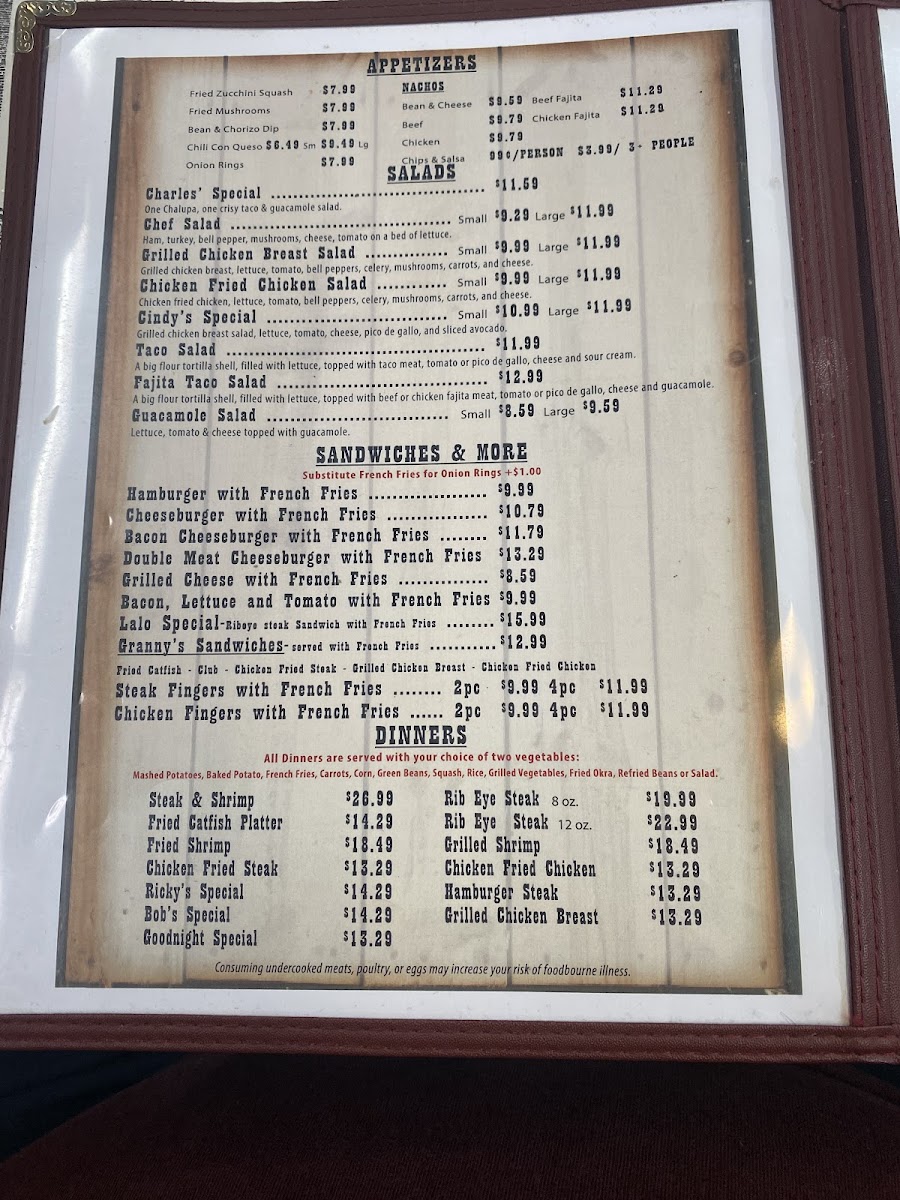 APPETIZERS
Fried Zucchini Squash $7.99
Fried Mushrooms $7.99
Bean & Chorizo Dip $7.99
Chili Con Queso $6.49 Sm $9.49 Lg
Onion Rings $7.99
NACHOS
Bean & Cheese $9.59 Beef Fajita $11.29
Beef $9.79 Chicken Fajita $11.29
Chicken $9.79
Chips & Salsa 99¢/PERSON $3.99/ 3- PEOPLE
SALADS
Charles' Special ........................................ $11.59
One Chalupa, one crisy taco & guacamole salad.
Chef Salad ........................................ Small $9.29 Large $11.99
Ham, turkey, bell pepper, mushrooms, cheese, tomato on a bed of lettuce.
Grilled Chicken Breast Salad ............... Small $9.99 Large $11.99
Grilled chicken breast, lettuce, tomato, bell peppers, celery, mushrooms, carrots, and cheese.
Chicken Fried Chicken Salad ............ Small $9.99 Large $11.99
Chicken fried chicken, lettuce, tomato, bell peppers, celery, mushrooms, carrots, and cheese.
Cindy's Special ................................. Small $10.99 Large $11.99
Grilled chicken breast salad, lettuce, tomato, cheese, pico de gallo, and sliced avocado.
Taco Salad ............................................... $11.99
A big flour tortilla shell, filled with lettuce, topped with taco meat, tomato or pico de gallo, cheese and sour cream.
Fajita Taco Salad ...................................... $12.99
A big flour tortilla shell, filled with lettuce, topped with beef or chicken fajita meat, tomato or pico de gallo, cheese and guacamole.
Guacamole Salad ................................. Small $8.59 Large $9.59
Lettuce, tomato & cheese topped with guacamole.
SANDWICHES & MORE
Substitute French Fries for Onion Rings +$1.00
Hamburger with French Fries ..................... $9.99
Cheeseburger with French Fries .................. $10.79
Bacon Cheeseburger with French Fries ........ $11.79
Double Meat Cheeseburger with French Fries $13.29
Grilled Cheese with French Fries ................ $8.59
Bacon, Lettuce and Tomato with French Fries $9.99
Lalo Special-Ribeye steak Sandwich with French Fries ........ $15.99
Granny's Sandwiches- served with French Fries ........... $12.99
Fried Catfish - Club - Chicken Fried Steak - Grilled Chicken Breast - Chicken Fried Chicken
Steak Fingers with French Fries ........ 2pc $9.99 4pc $11.99
Chicken Fingers with French Fries ...... 2pc $9.99 4pc $11.99
DINNERS
All Dinners are served with your choice of two vegetables:
Mashed Potatoes, Baked Potato, French Fries, Carrots, Corn, Green Beans, Squash, Rice, Grilled Vegetables, Fried Okra, Refried Beans or Salad.
Steak & Shrimp $26.99
Fried Catfish Platter $14.29
Fried Shrimp $18.49
Chicken Fried Steak $13.29
Ricky's Special $14.29
Bob's Special $14.29
Goodnight Special $13.29
Rib Eye Steak 8 oz. $19.99
Rib Eye Steak 12 oz. $22.99
Grilled Shrimp $18.49
Chicken Fried Chicken $13.29
Hamburger Steak $13.29
Grilled Chicken Breast $13.29
Consuming undercooked meats, poultry, or eggs may increase your risk of foodbourne illness.